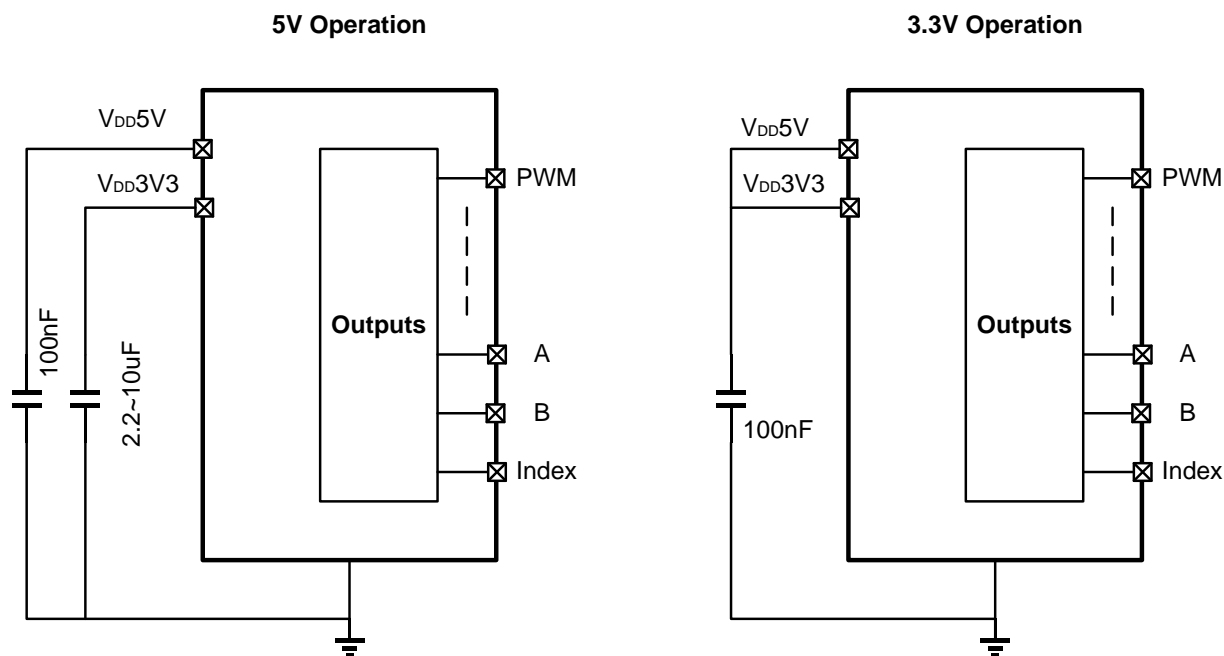 5V Operation
VDD5V
VDD3V3
PWM
Outputs
100nF
2.2~10uF
A
B
Index
3.3V Operation
VDD5V
VDD3V3
PWM
Outputs
A
100nF
B
Index